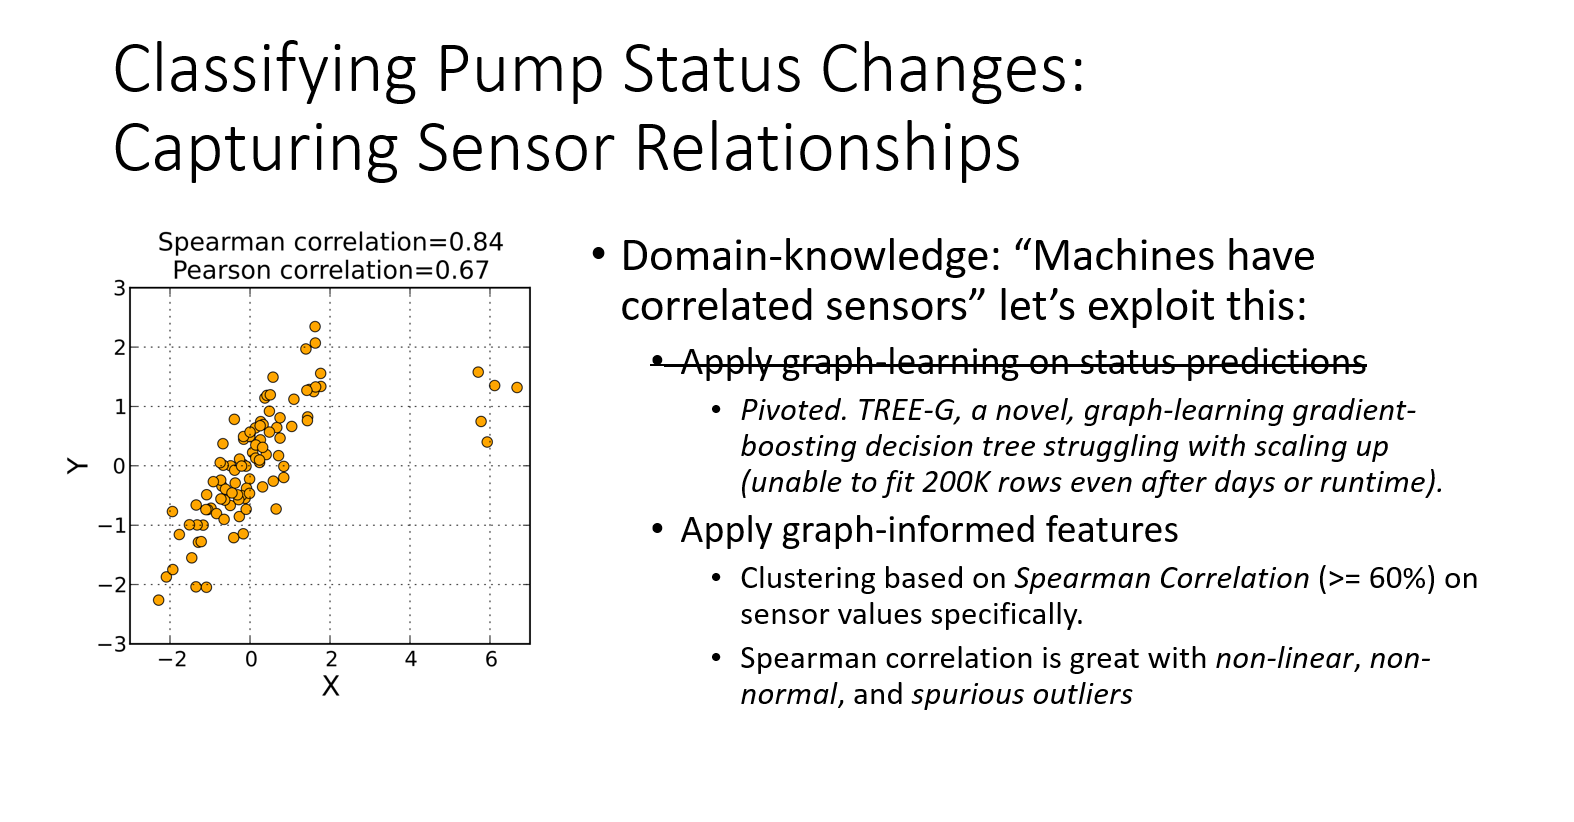 Classifying Pump Status Changes:
Capturing Sensor Relationships
Spearman correlation=0.84
Pearson correlation=0.67
3
2
1
0
−1
−2
−3
Y
−2
0
2
4
6
X
• Domain-knowledge: “Machines have
correlated sensors” let’s exploit this:
• Apply graph-learning on status predictions
• Pivoted. TREE-G, a novel, graph-learning gradient-
boosting decision tree struggling with scaling up
(unable to fit 200K rows even after days or runtime).
• Apply graph-informed features
• Clustering based on Spearman Correlation (>= 60%) on
sensor values specifically.
• Spearman correlation is great with non-linear, non-
normal, and spurious outliers